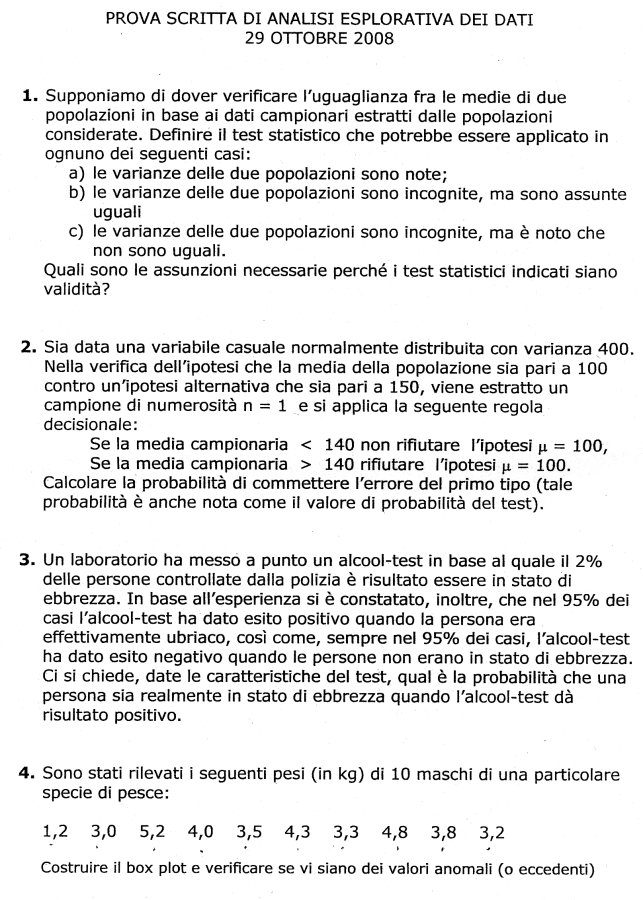 PROVA SCRITTA DI ANALISI ESPLORATIVA DEI DATI
29 OTTOBRE 2008
1. Supponiamo di dover verificare l'uguaglianza fra le medie di due
popolazioni in base ai dati campionari estratti dalle popolazioni
considerate. Definire il test statistico che potrebbe essere applicato in
ognuno dei seguenti casi:
a) le varianze delle due popolazioni sono note;
b) le varianze delle due popolazioni sono incognite, ma sono assunte
uguali
c) le varianze delle due popolazioni sono incognite, ma è noto che
non sono uguali.
Quali sono le assunzioni necessarie perché i test statistici indicati siano
validità?
2. Sia data una variabile casuale normalmente distribuita con varianza 400.
Nella verifica dell'ipotesi che la media della popolazione sia pari a 100
contro un'ipotesi alternativa che sia pari a 150, viene estratto un
campione di numerosità n = 1 e si applica la seguente regola
decisionale:
Se la media campionaria < 140 non rifiutare l'ipotesi μ = 100,
Se la media campionaria > 140 rifiutare l'ipotesi μ = 100.
Calcolare la probabilità di commettere l'errore del primo tipo (tale
probabilità è anche nota come il valore di probabilità del test).
3. Un laboratorio ha messo a punto un alcool-test in base al quale il 2%
delle persone controllate dalla polizia è risultato essere in stato di
ebbrezza. In base all'esperienza si è constatato, inoltre, che nel 95% dei
casi l'alcool-test ha dato esito positivo quando la persona era
effettivamente ubriaco, così come, sempre nel 95% dei casi, l'alcool-test
ha dato esito negativo quando le persone non erano in stato di ebbrezza.
Ci si chiede, date le caratteristiche del test, qual è la probabilità che una
persona sia realmente in stato di ebbrezza quando l'alcool-test dà
risultato positivo.
4. Sono stati rilevati i seguenti pesi (in kg) di 10 maschi di una particolare
specie di pesce:
1,2 3,0 5,2 4,0 3,5 4,3 3,3 4,8 3,8 3,2
Costruire il box plot e verificare se vi siano dei valori anomali (o eccedenti)